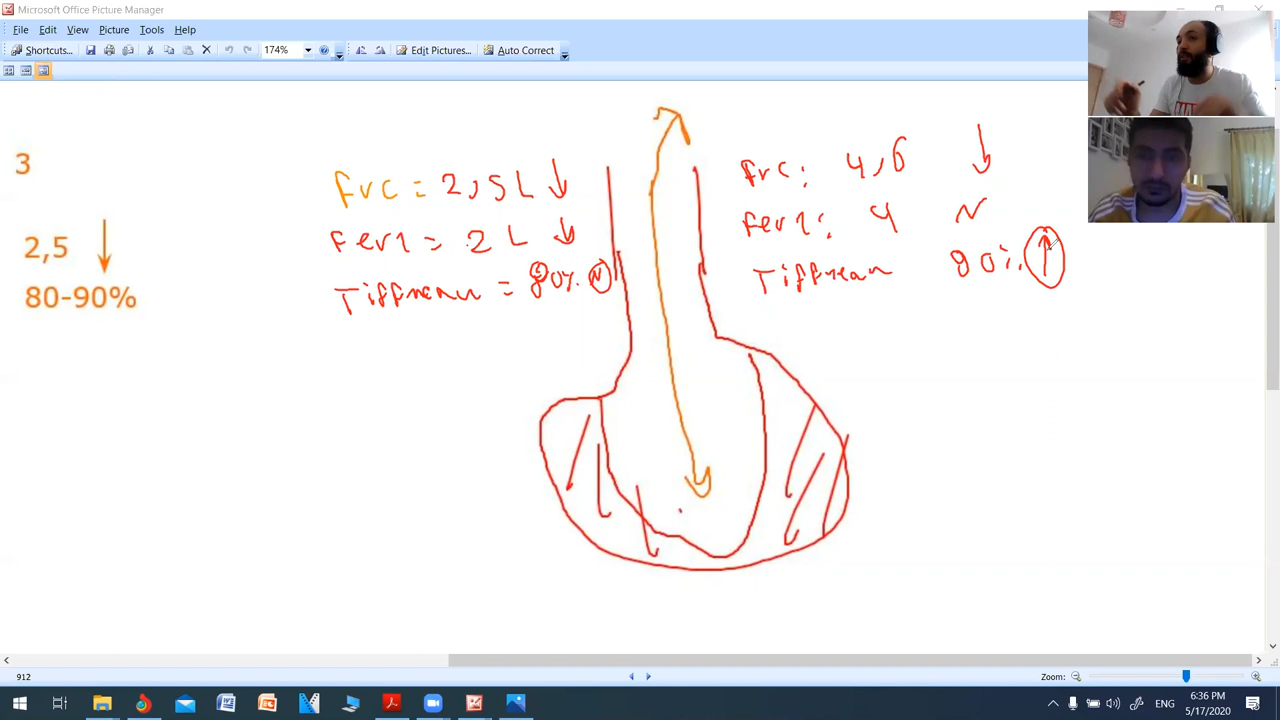 Microsoft Office Picture Manager
File Edit View Picture Tools Help
Shortcuts... 174% Edit Pictures... Auto Correct
3
2,5 ↓
80-90%
FVC = 2,5 L ↓
Fev1 = 2 L ↓
Tiffneau = 80% N
FVC: 4,6 ↓
Fev1: 4 N
Tiffneau 90% ↑
912
Zoom:
ENG
6:36 PM
5/17/2020